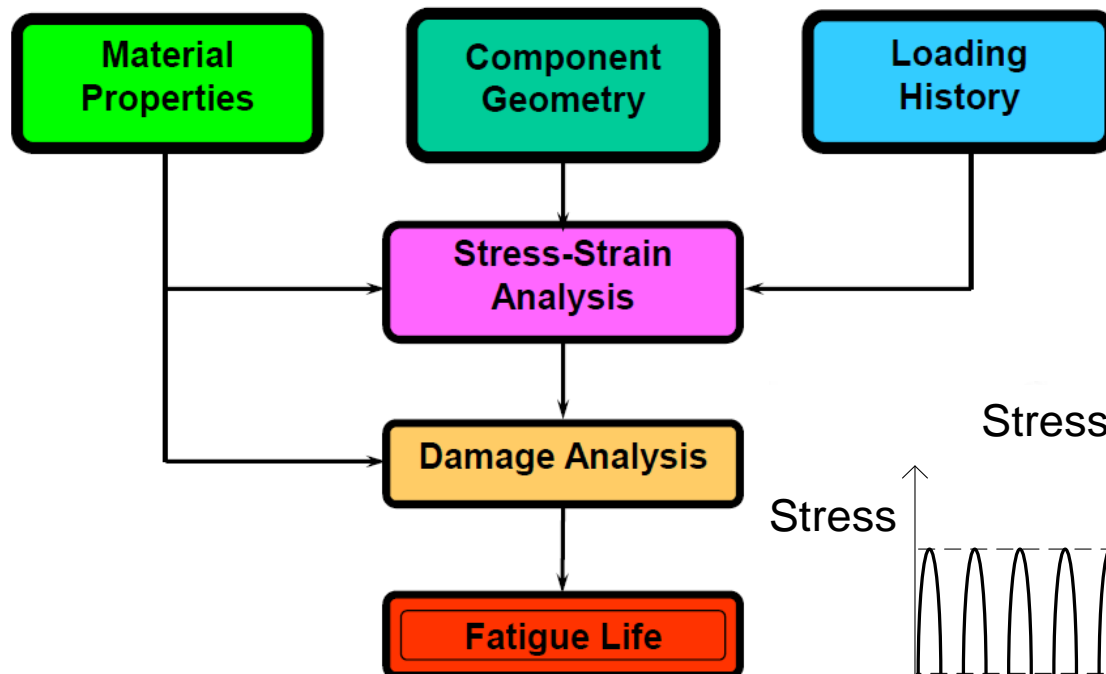 Material
Properties
Component
Geometry
Loading
History
Stress-Strain
Analysis
Damage Analysis
Fatigue Life
Stress
Stress